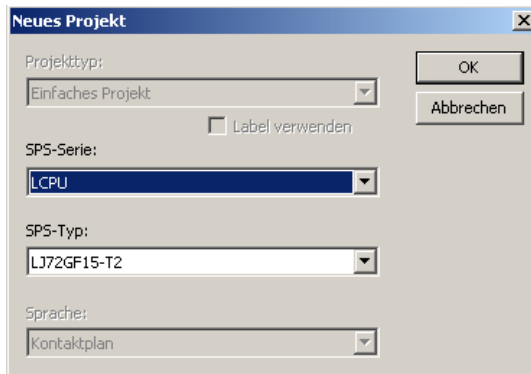 Neues Projekt
Projekttyp:
OK
Einfaches Projekt
Abbrechen
Label verwenden
SPS-Serie:
LCPU
SPS-Typ:
LJ72GF15-T2
Sprache:
Kontaktplan